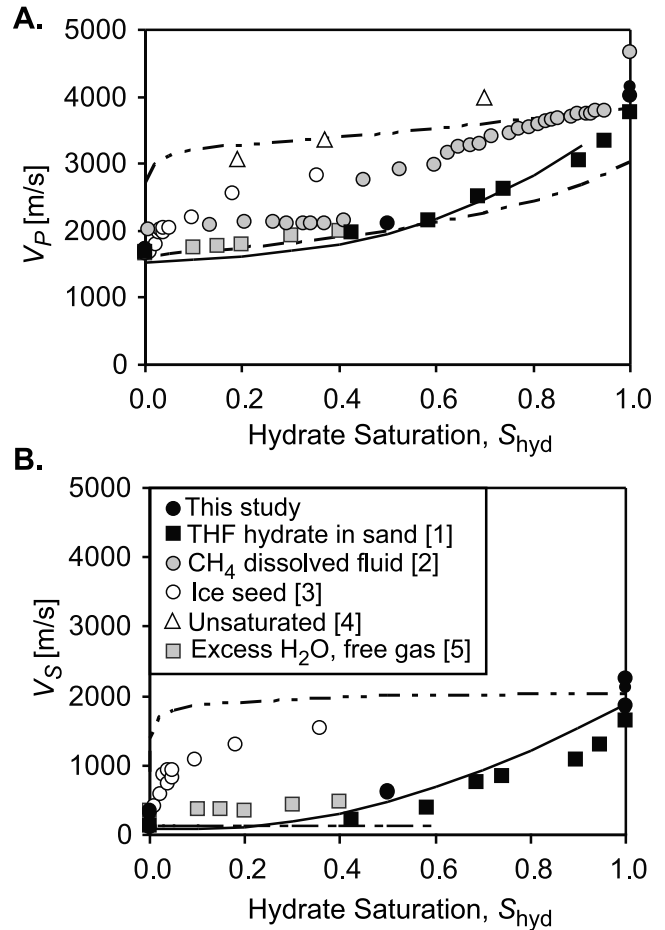 A.
5000
4000
3000
2000
1000
0
V_P [m/s]
0.0 0.2 0.4 0.6 0.8 1.0
Hydrate Saturation, S_hyd
B.
5000
4000
3000
2000
1000
0
V_S [m/s]
This study
THF hydrate in sand [1]
CH₄ dissolved fluid [2]
Ice seed [3]
Unsaturated [4]
Excess H₂O, free gas [5]
0.0 0.2 0.4 0.6 0.8 1.0
Hydrate Saturation, S_hyd